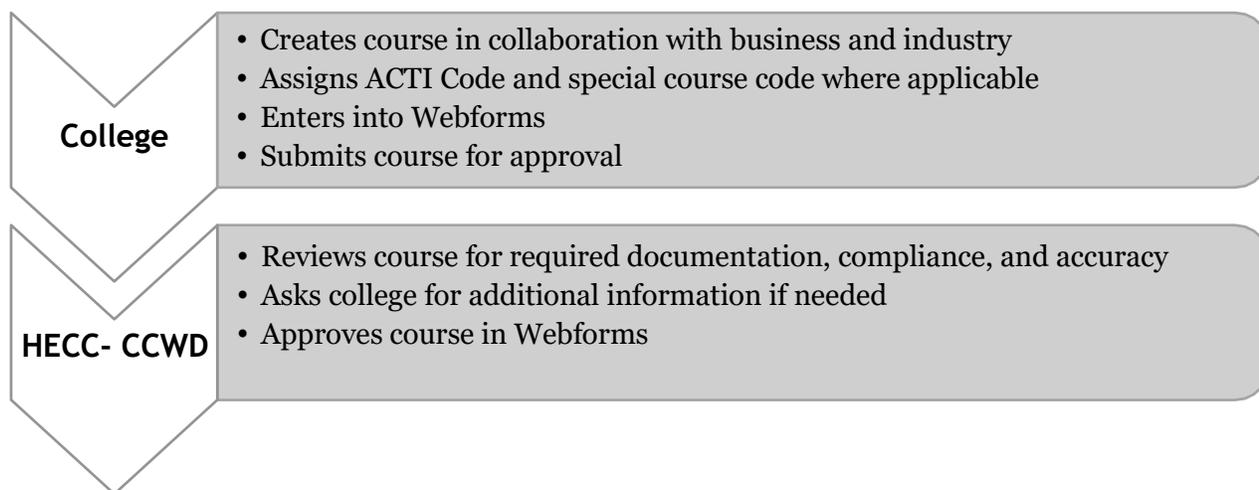 College
• Creates course in collaboration with business and industry
• Assigns ACTI Code and special course code where applicable
• Enters into Webforms
• Submits course for approval
HECC- CCWD
• Reviews course for required documentation, compliance, and accuracy
• Asks college for additional information if needed
• Approves course in Webforms